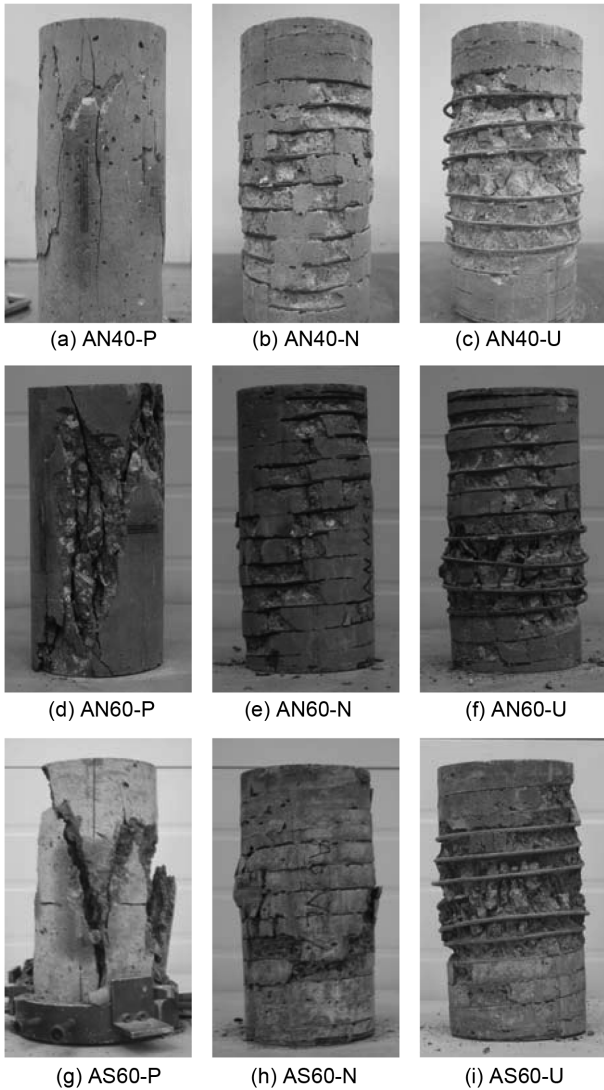 (a) AN40-P
(b) AN40-N
(c) AN40-U
(d) AN60-P
(e) AN60-N
(f) AN60-U
(g) AS60-P
(h) AS60-N
(i) AS60-U